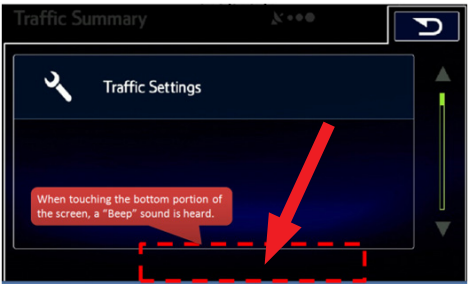 Traffic Summary
Traffic Settings
When touching the bottom portion of
the screen, a "Beep" sound is heard.